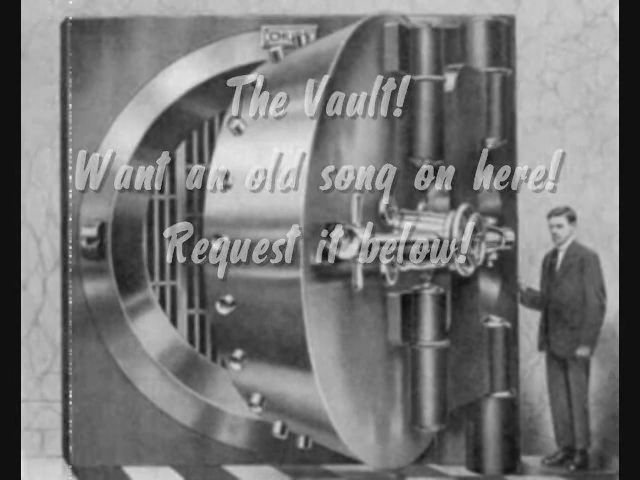 The Vault!
Want an old song on here!
Request it below!